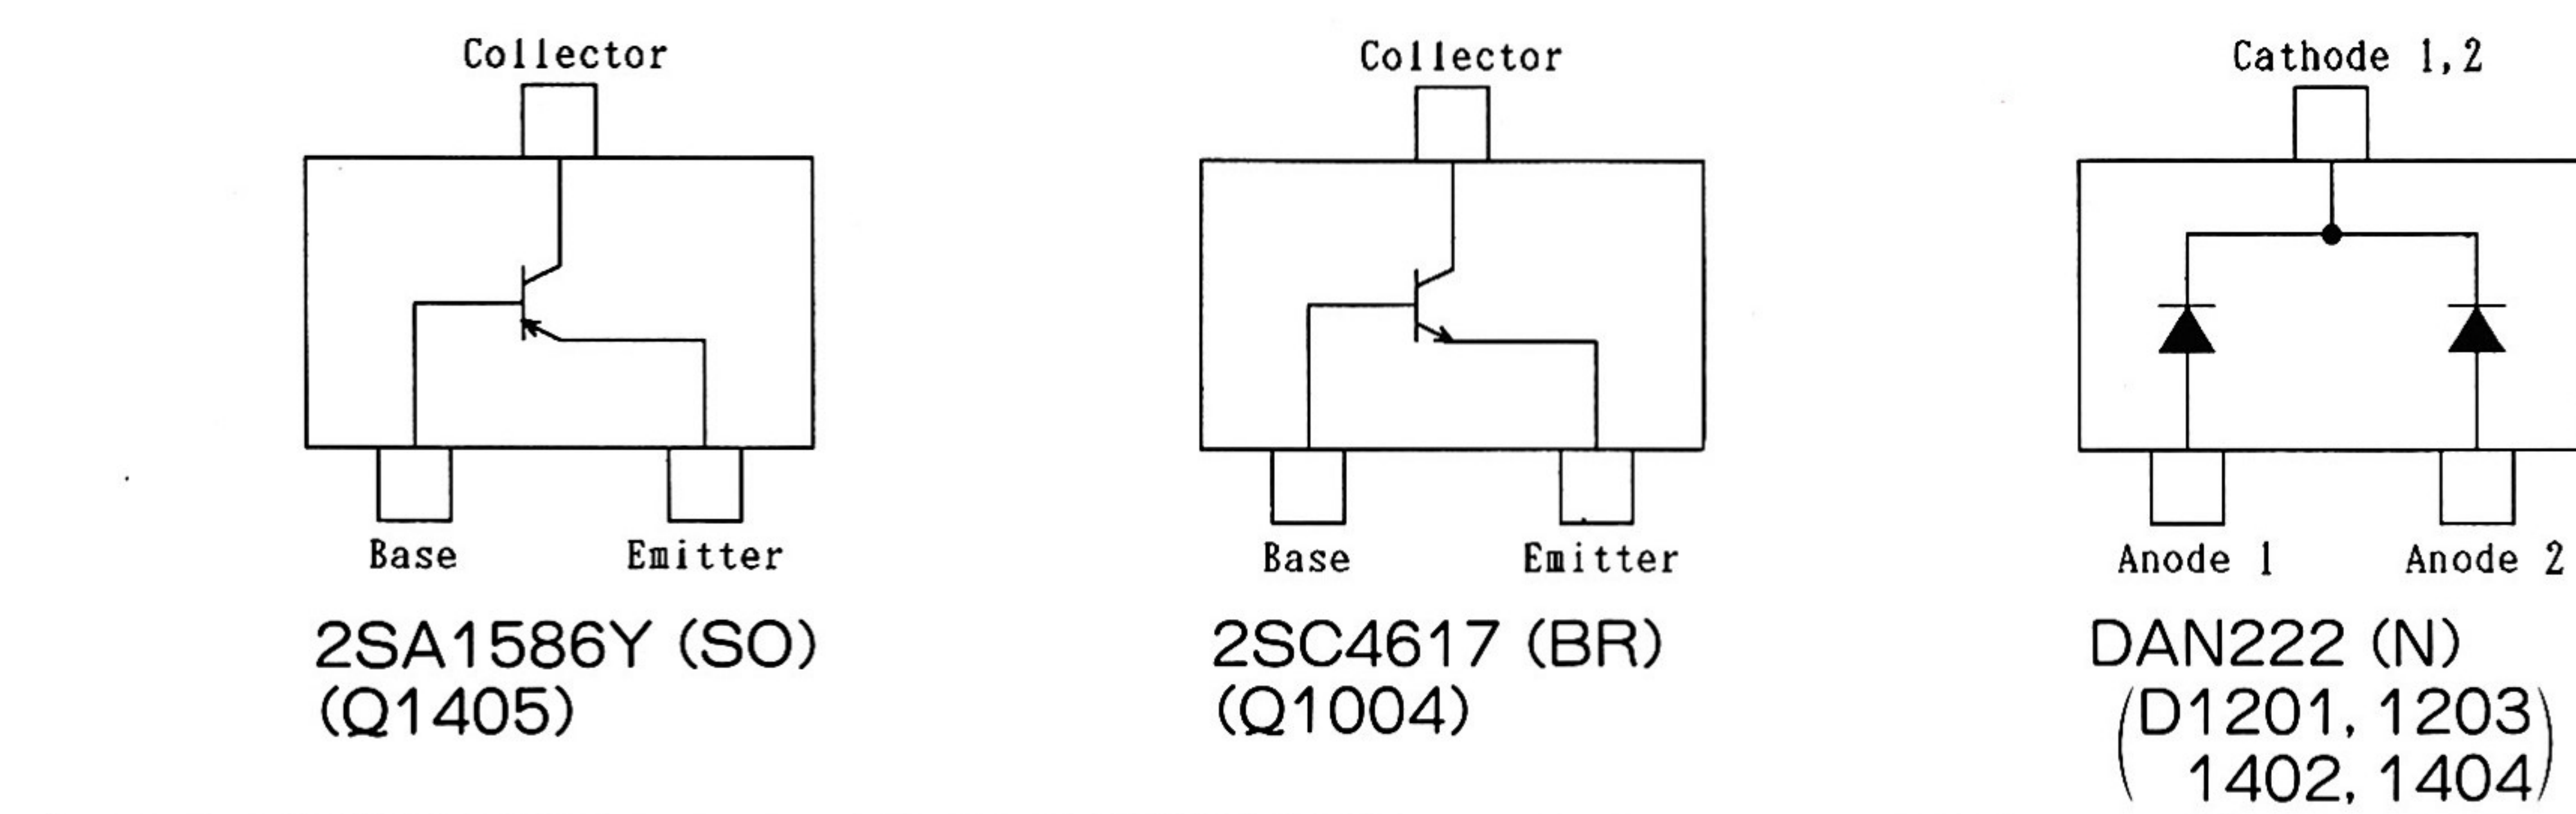 Collector
Base Emitter
2SA1586Y (SO)
(Q1405)
Collector
Base Emitter
2SC4617 (BR)
(Q1004)
Cathode 1,2
Anode 1 Anode 2
DAN222 (N)
(D1201, 1203
1402, 1404)